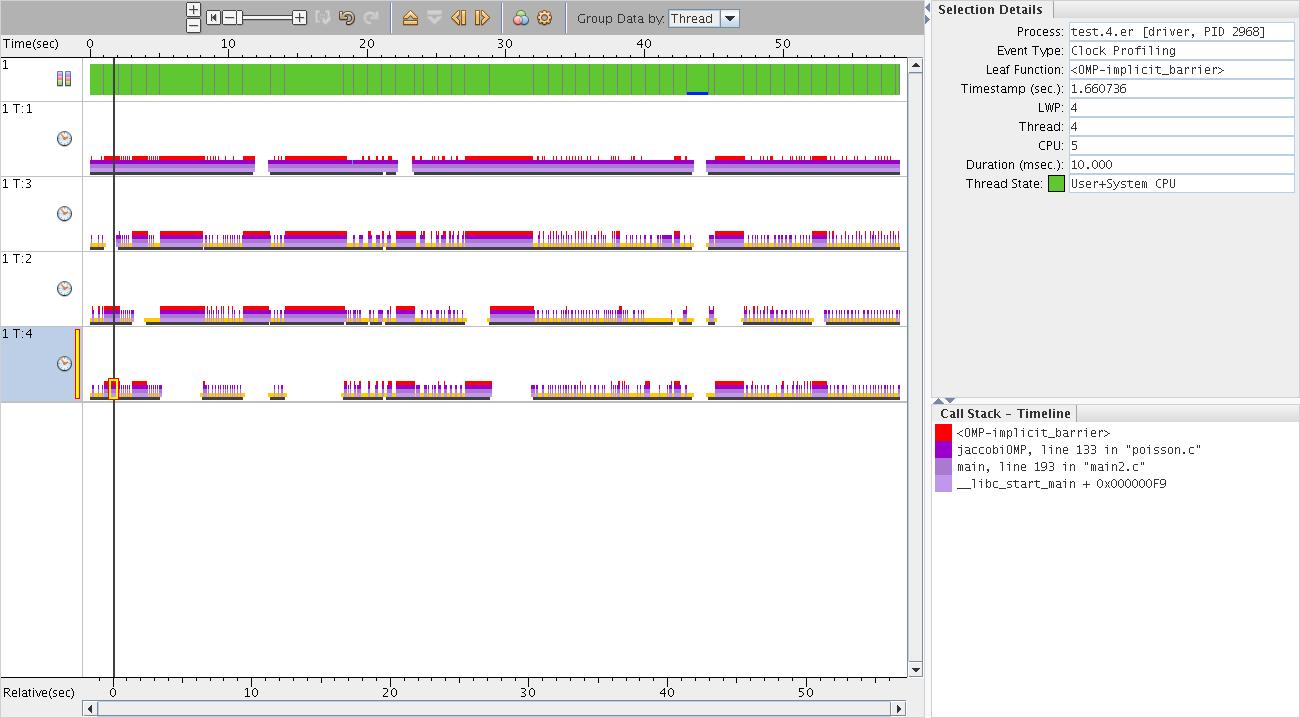 Group Data by: Thread
Time(sec) 0 10 20 30 40 50
1
1 T:1
1 T:3
1 T:2
1 T:4
Relative(sec) 0 10 20 30 40 50
Selection Details
Process: test.4.er [driver, PID 2968]
Event Type: Clock Profiling
Leaf Function: <OMP-implicit_barrier>
Timestamp (sec.): 1.660736
LWP: 4
Thread: 4
CPU: 5
Duration (msec.): 10.000
Thread State: User+System CPU
Call Stack - Timeline
<OMP-implicit_barrier>
jaccobiOMP, line 133 in "poisson.c"
main, line 193 in "main2.c"
__libc_start_main + 0x000000F9